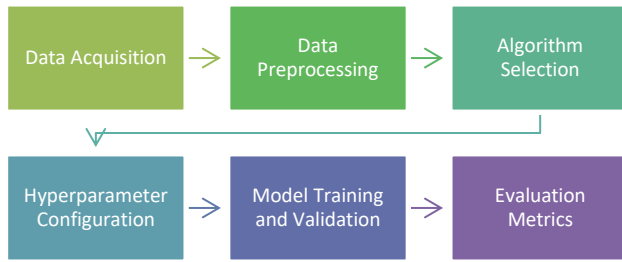 Data Acquisition
Data
Preprocessing
Algorithm
Selection
Hyperparameter
Configuration
Model Training
and Validation
Evaluation
Metrics